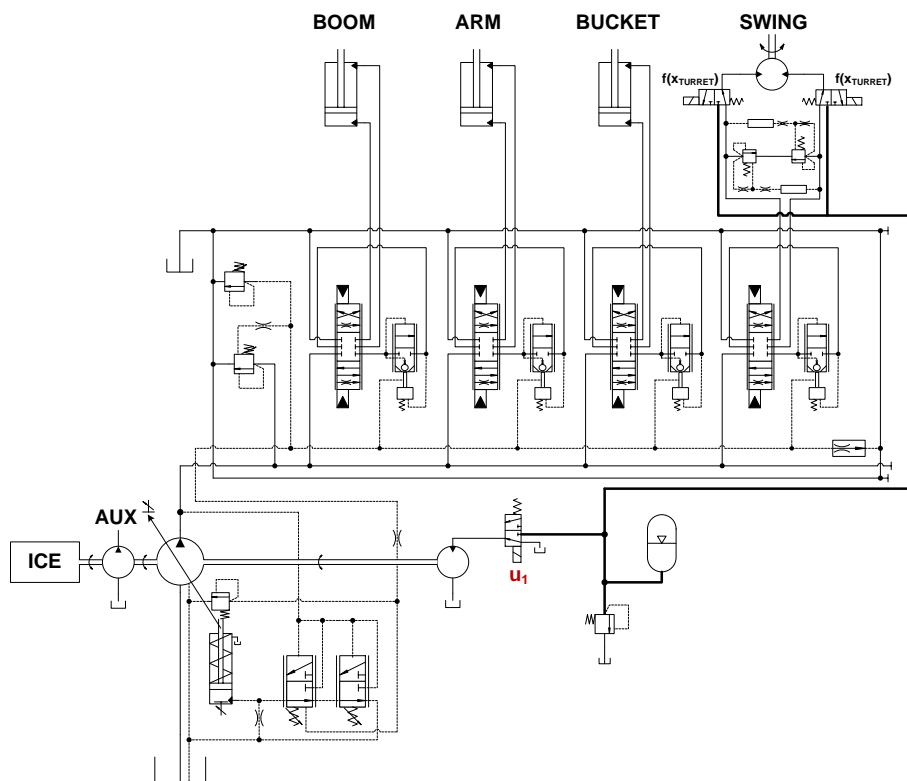 BOOM ARM BUCKET SWING
f(xTURRET) f(xTURRET)
AUX
ICE
u1